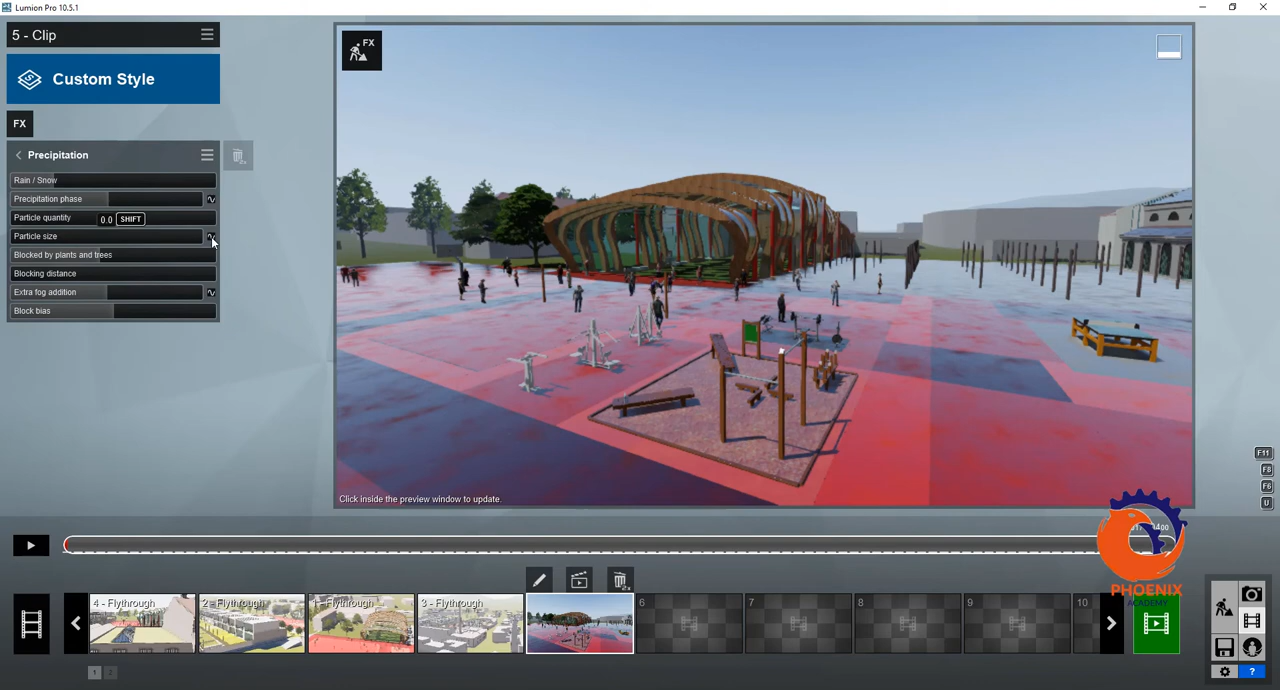 Lumion Pro 10.5.1
5 - Clip
Custom Style
FX
Precipitation
Rain / Snow
Precipitation phase
Particle quantity
0.0 SHIFT
Particle size
Blocked by plants and trees
Blocking distance
Extra fog addition
Block bias
FX
Click inside the preview window to update.
F11
F8
F6
U
PHOENIX
ACADEMY
4 - Flythrough
2 - Flythrough
1 - Flythrough
3 - Flythrough
6
7
8
9
10
1
2
?